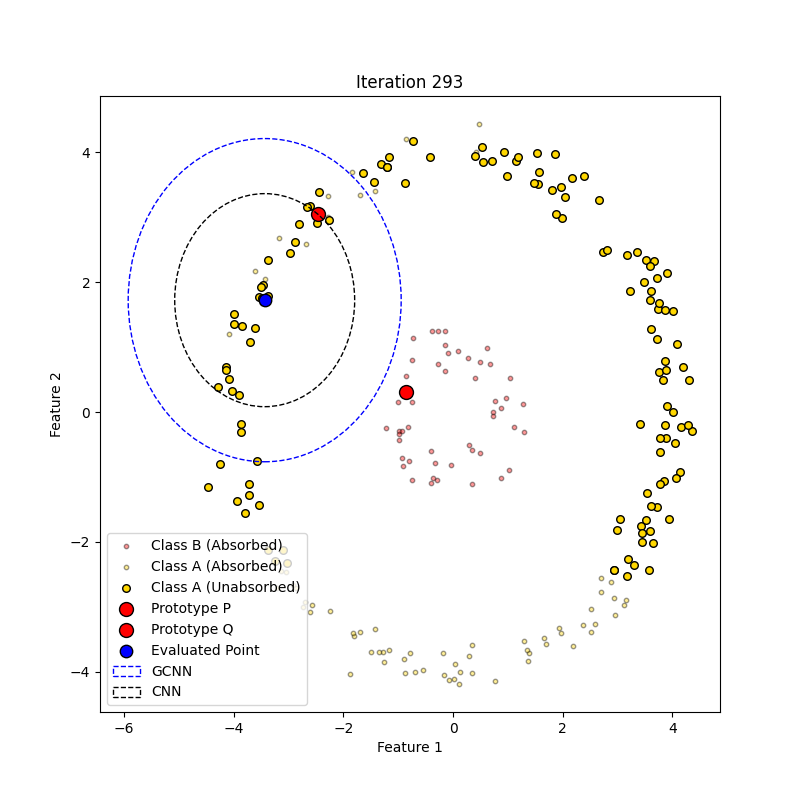 Iteration 293
Feature 2
4
2
0
−2
−4
Class B (Absorbed)
Class A (Absorbed)
Class A (Unabsorbed)
Prototype P
Prototype Q
Evaluated Point
GCNN
CNN
−6
−4
−2
0
2
4
Feature 1